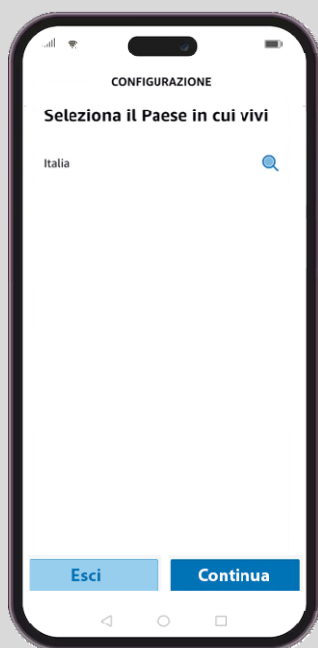 CONFIGURAZIONE
Seleziona il Paese in cui vivi
Italia
Esci
Continua